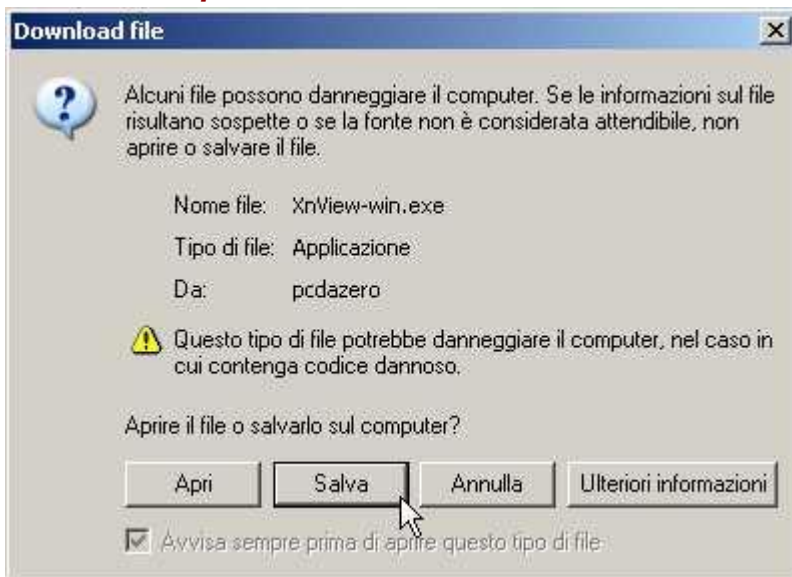 Download file
Alcuni file possono danneggiare il computer. Se le informazioni sul file
risultano sospette o se la fonte non è considerata attendibile, non
aprire o salvare il file.
Nome file: XnView-win.exe
Tipo di file: Applicazione
Da: pcdazero
Questo tipo di file potrebbe danneggiare il computer, nel caso in
cui contenga codice dannoso.
Aprire il file o salvarlo sul computer?
Apri Salva Annulla Ulteriori informazioni
Avvisa sempre prima di aprire questo tipo di file